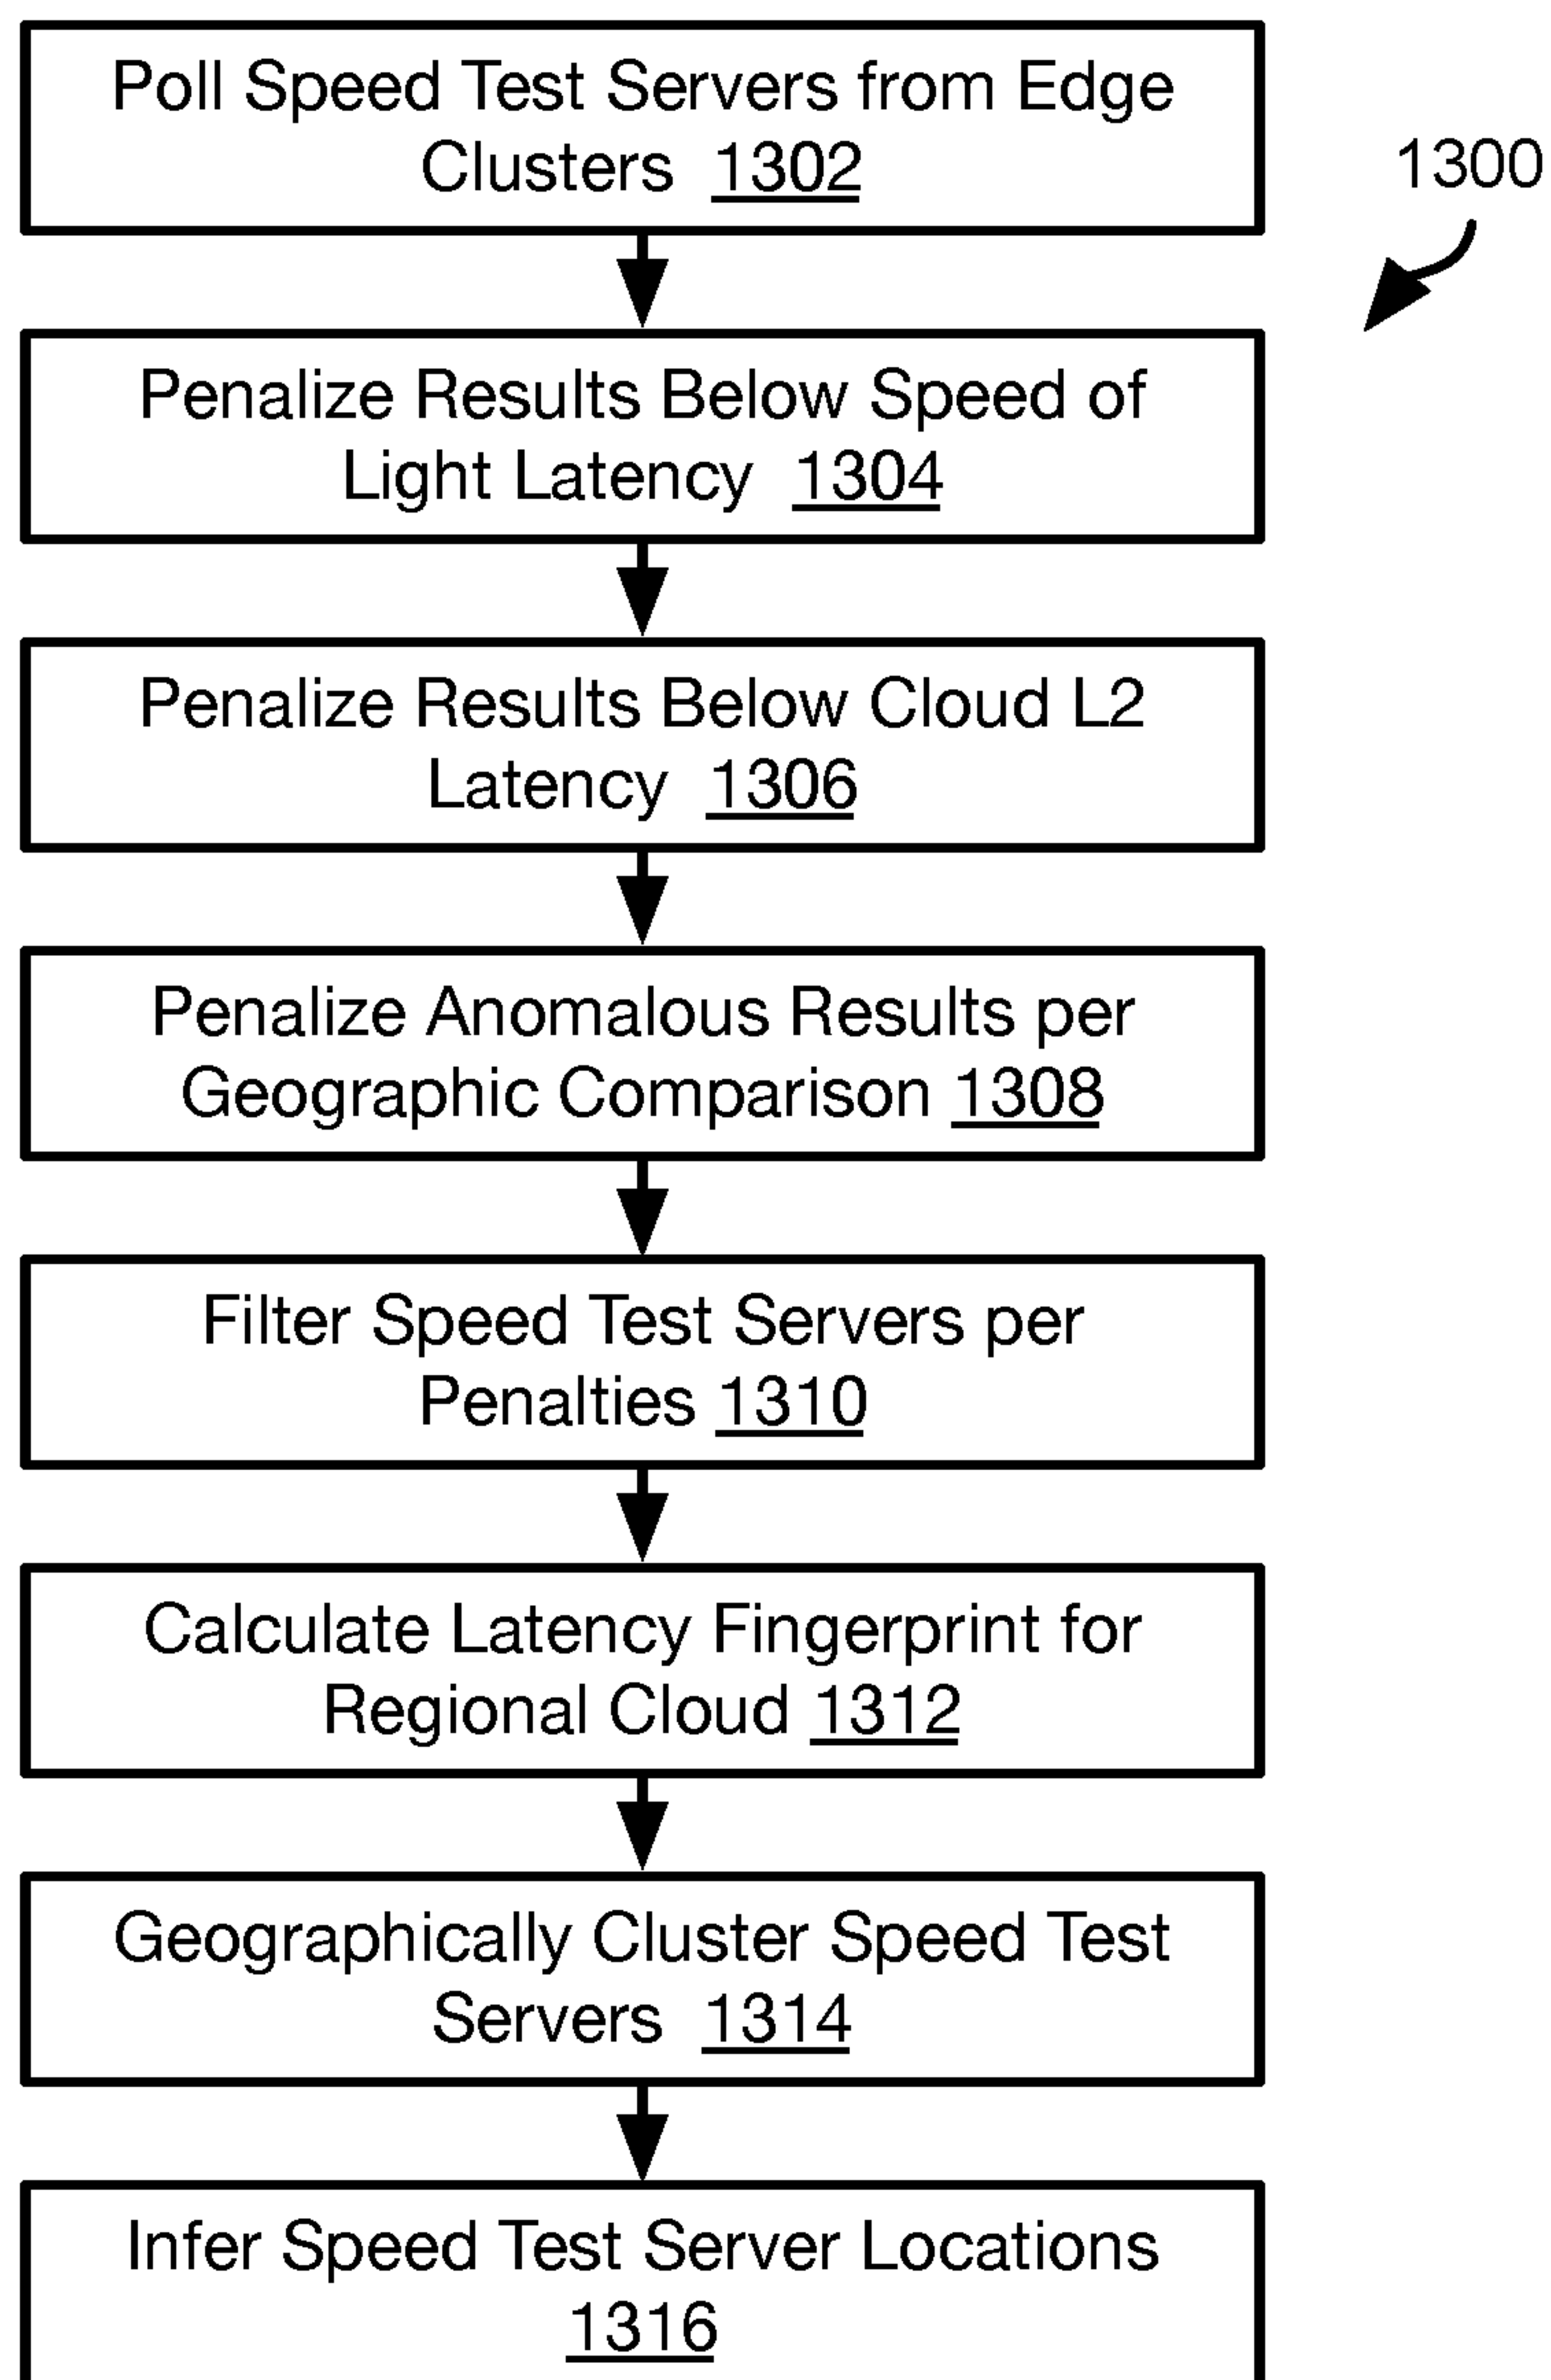 Poll Speed Test Servers from Edge
Clusters 1302
1300
Penalize Results Below Speed of
Light Latency 1304
Penalize Results Below Cloud L2
Latency 1306
Penalize Anomalous Results per
Geographic Comparison 1308
Filter Speed Test Servers per
Penalties 1310
Calculate Latency Fingerprint for
Regional Cloud 1312
Geographically Cluster Speed Test
Servers 1314
Infer Speed Test Server Locations
1316